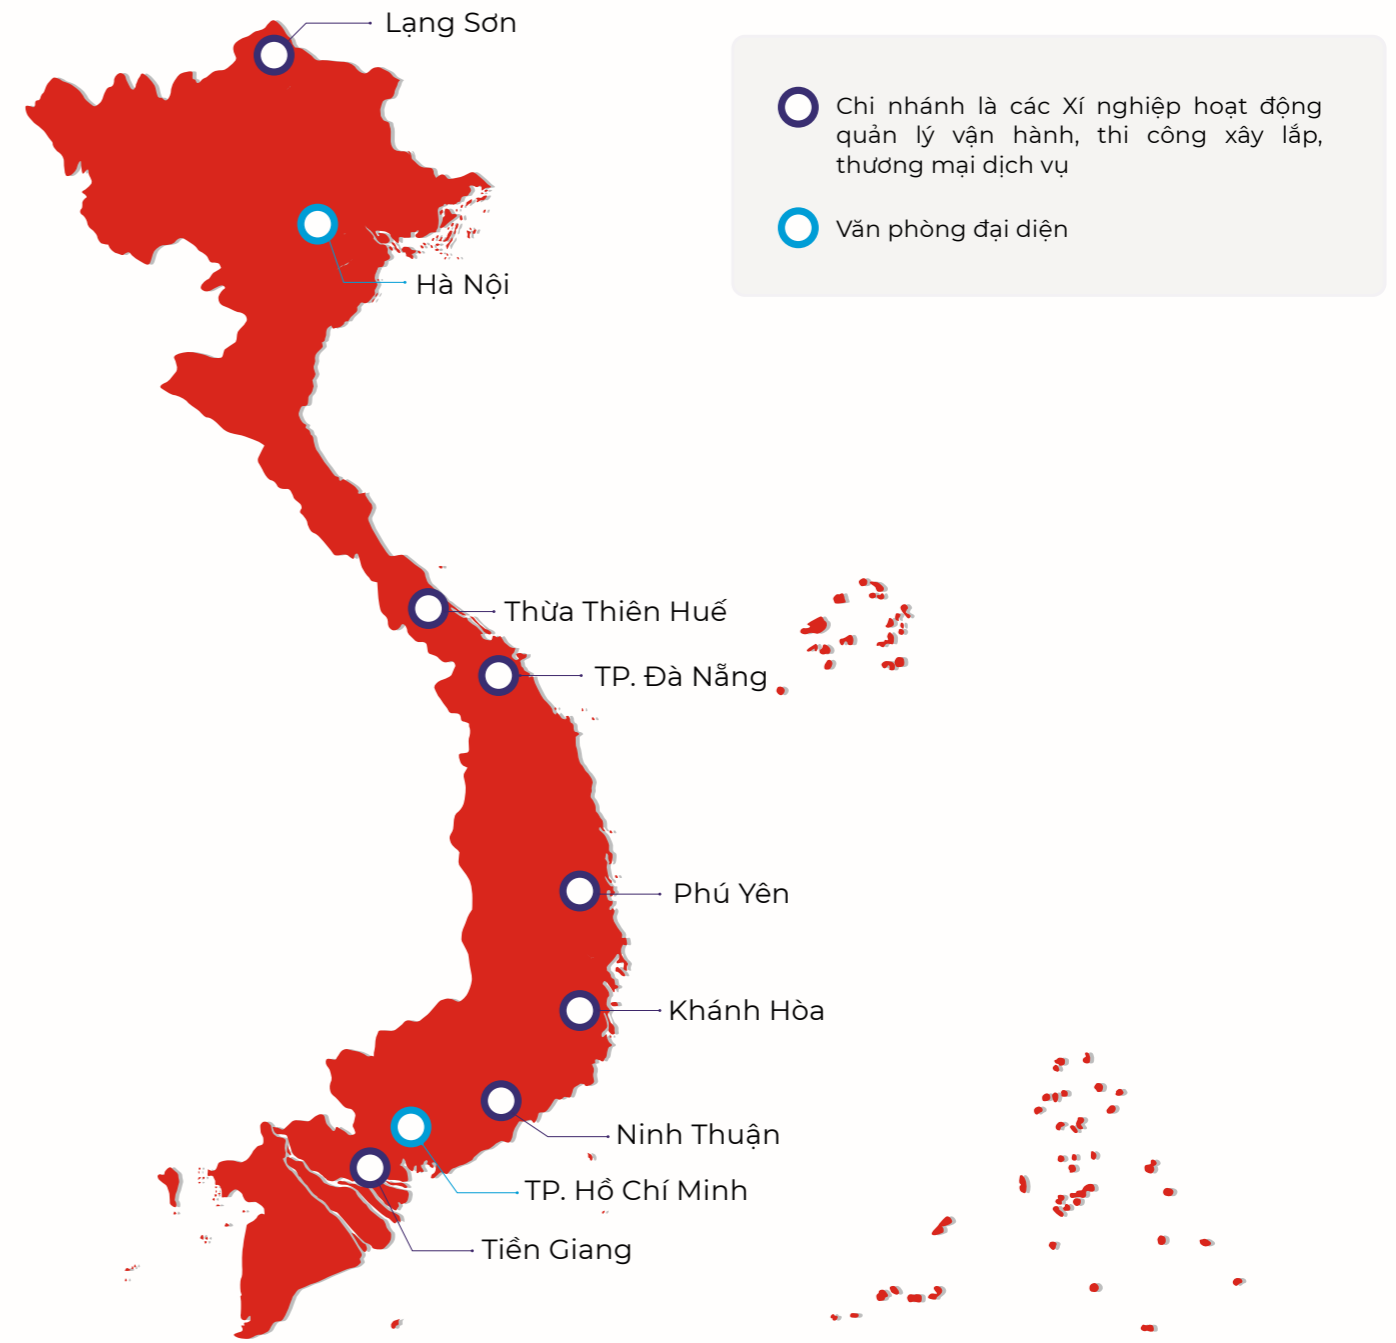 Lạng Sơn
Chi nhánh là các Xí nghiệp hoạt động
quản lý vận hành, thi công xây lắp,
thương mại dịch vụ
Văn phòng đại diện
Hà Nội
Thừa Thiên Huế
TP. Đà Nẵng
Phú Yên
Khánh Hòa
Ninh Thuận
TP. Hồ Chí Minh
Tiền Giang